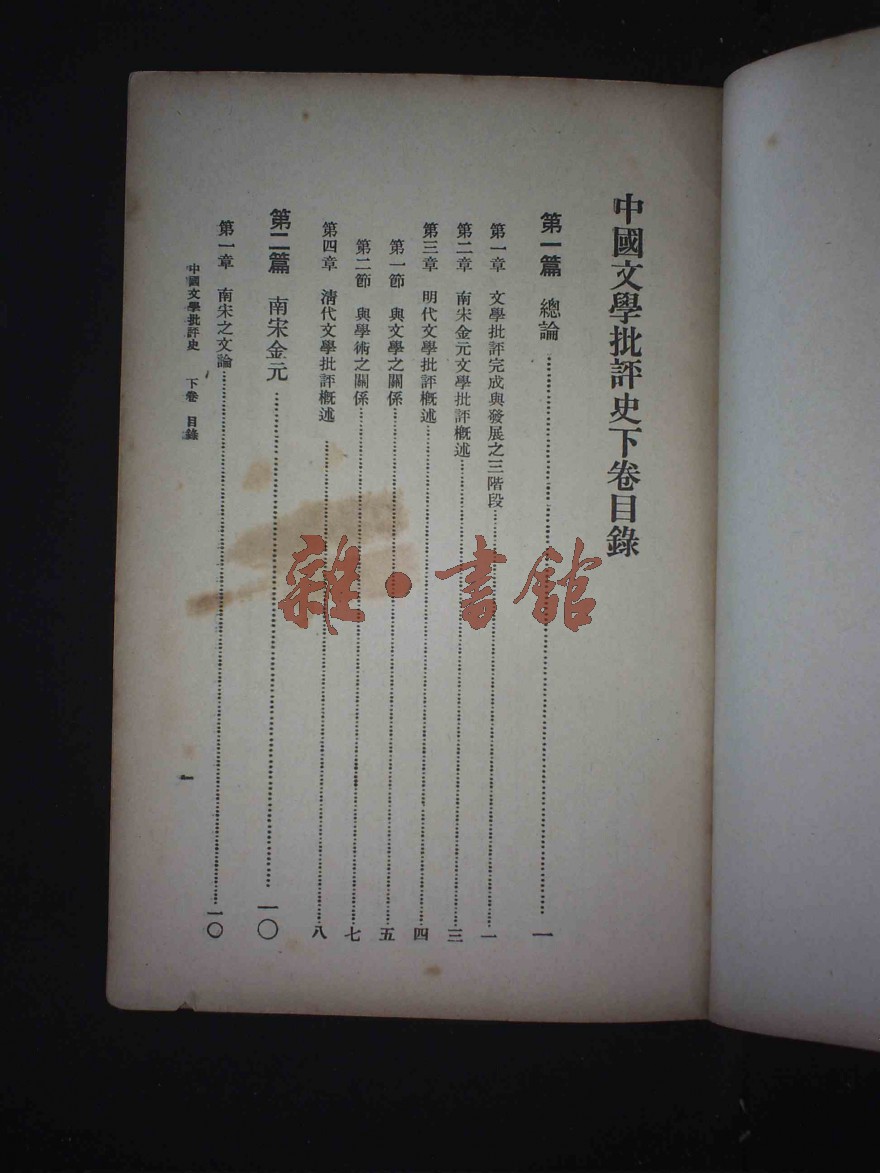 中國文學批評史下卷目錄
第一篇 總論……一
第一章 文學批評完成與發展之三階段……一
第二章 南宋金元文學批評概述……三
第三章 明代文學批評概述……四
第一節 與文學之關係……五
第二節 與學術之關係……七
第四章 清代文學批評概述……八
第二篇 南宋金元……一〇
第一章 南宋之文論……一〇
中國文學批評史 下卷 目錄
一
雜·書館